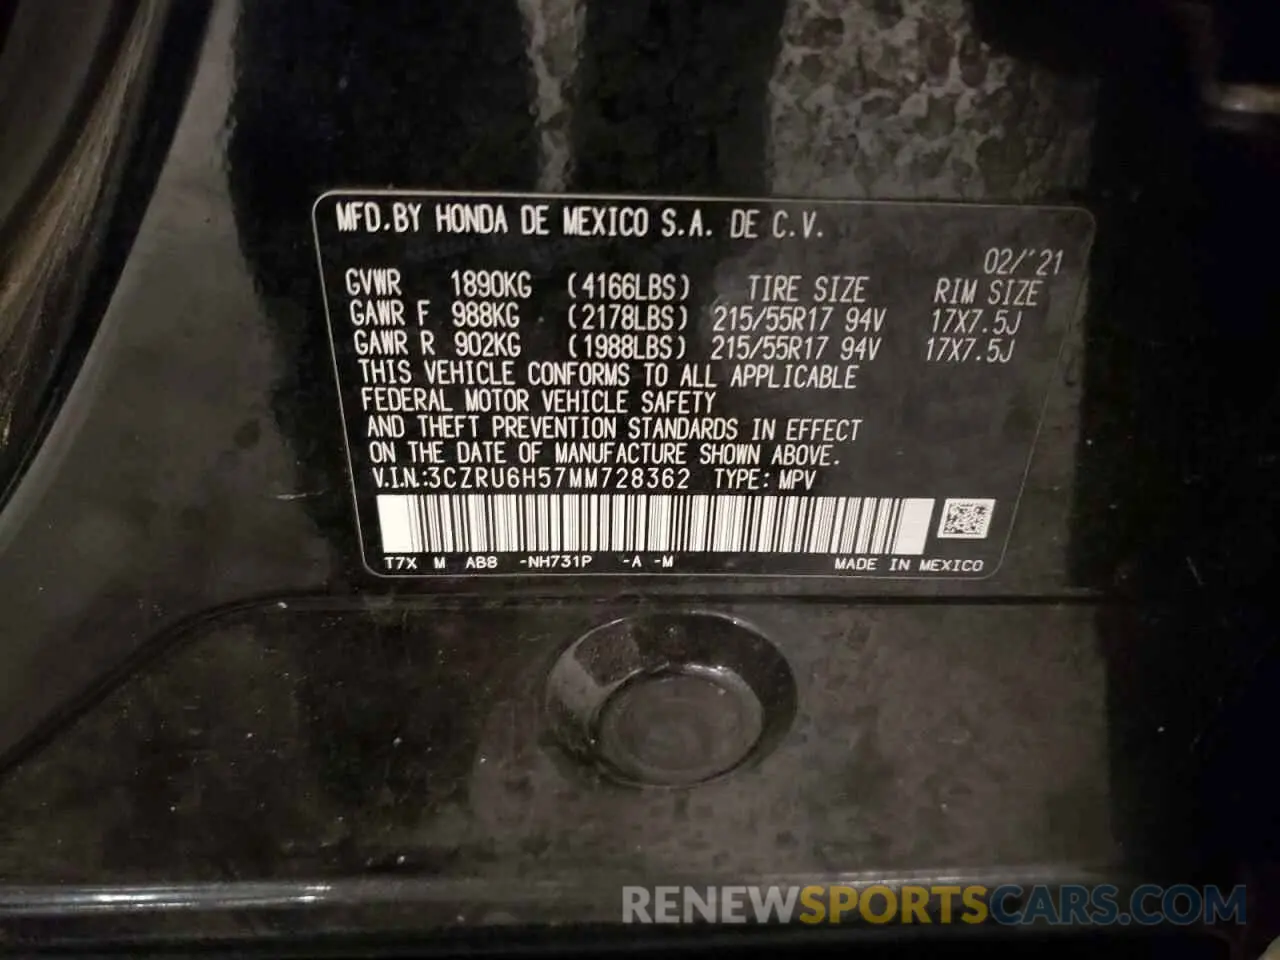 MFD.BY HONDA DE MEXICO S.A. DE C.V.
02/'21
GVWR 1890KG (4166LBS) TIRE SIZE RIM SIZE
GAWR F 988KG (2178LBS) 215/55R17 94V 17X7.5J
GAWR R 902KG (1988LBS) 215/55R17 94V 17X7.5J
THIS VEHICLE CONFORMS TO ALL APPLICABLE
FEDERAL MOTOR VEHICLE SAFETY
AND THEFT PREVENTION STANDARDS IN EFFECT
ON THE DATE OF MANUFACTURE SHOWN ABOVE.
V.I.N.:3CZRU6H57MM728362 TYPE: MPV
T7X M AB8 -NH731P -A -M MADE IN MEXICO
RENEWSPORTSCARS.COM